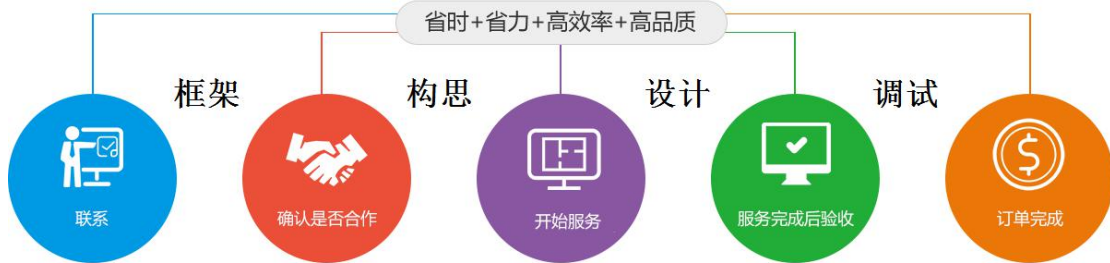 省时+省力+高效率+高品质
框架 构思 设计 调试
联系 确认是否合作 开始服务 服务完成后验收 订单完成